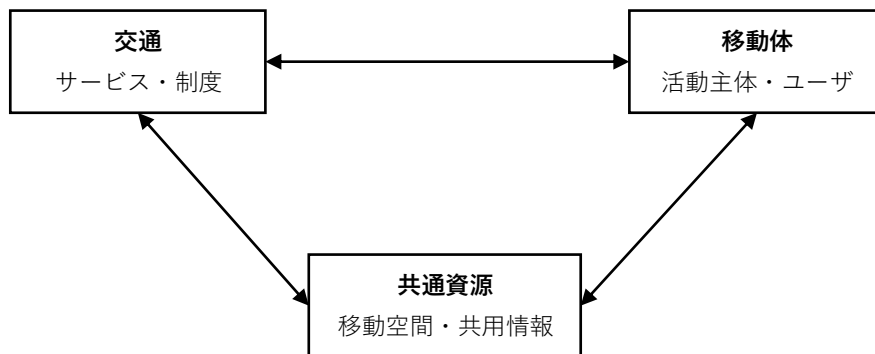 交通
サービス・制度
移動体
活動主体・ユーザ
共通資源
移動空間・共用情報